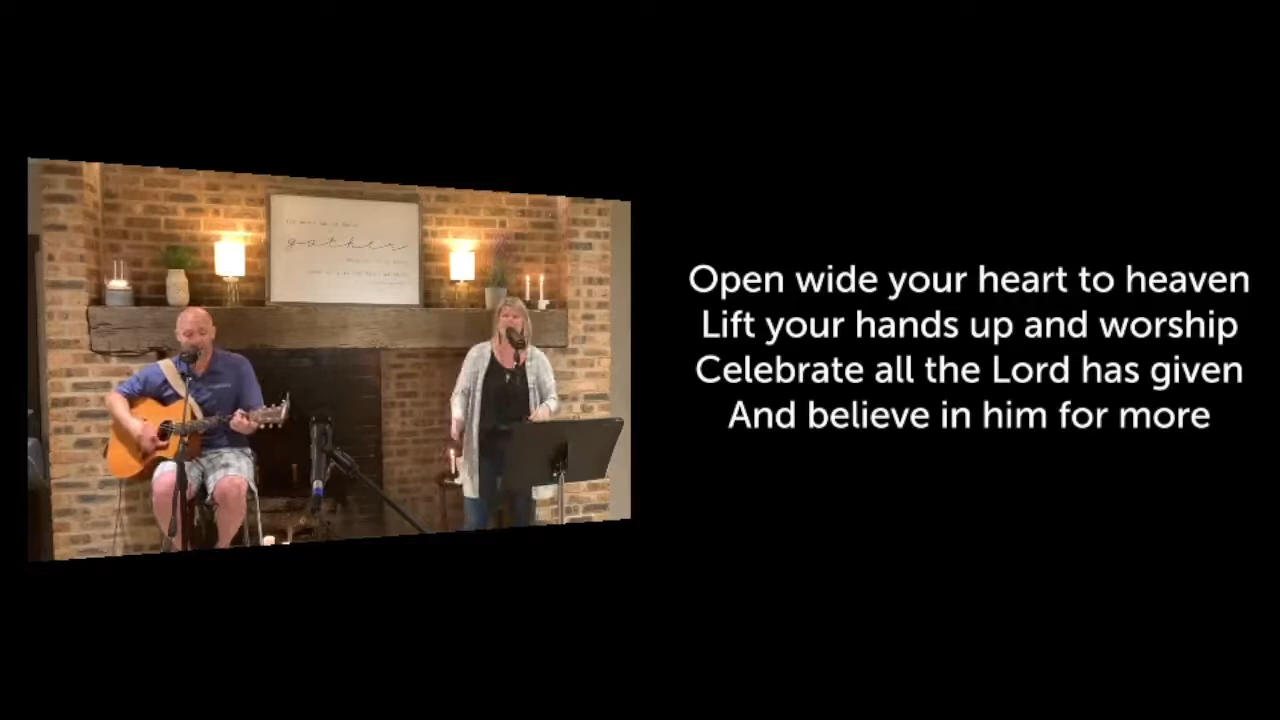 gather
Open wide your heart to heaven
Lift your hands up and worship
Celebrate all the Lord has given
And believe in him for more